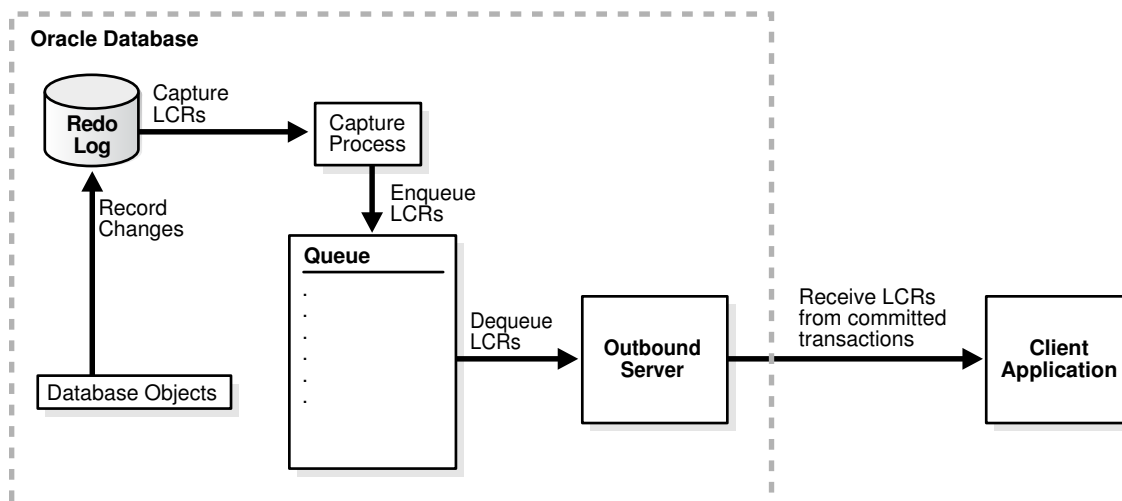 Oracle Database
Redo
Log
Capture
LCRs
Capture
Process
Enqueue
LCRs
Record
Changes
Queue
.
.
.
.
.
.
Dequeue
LCRs
Outbound
Server
Receive LCRs
from committed
transactions
Client
Application
Database Objects